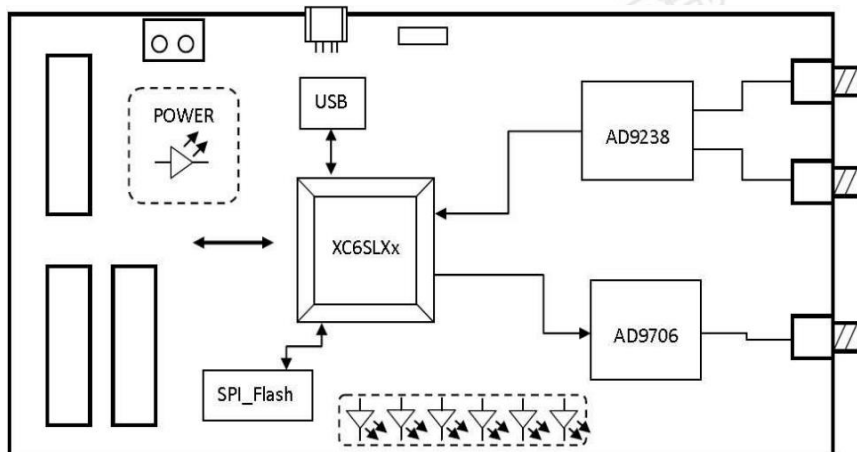 USB
POWER
AD9238
XC6SLXx
AD9706
SPI_Flash